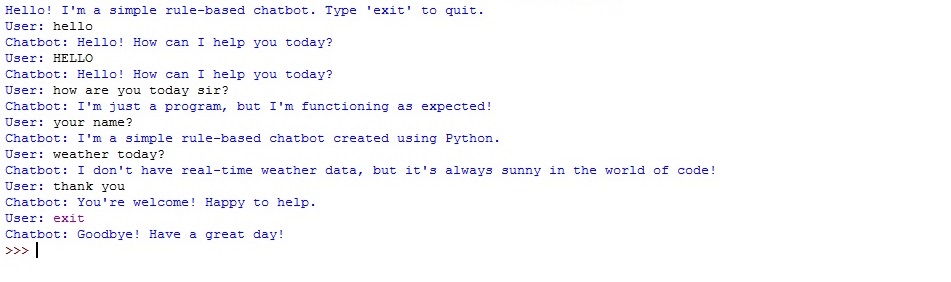 Hello! I'm a simple rule-based chatbot. Type 'exit' to quit.
User: hello
Chatbot: Hello! How can I help you today?
User: HELLO
Chatbot: Hello! How can I help you today?
User: how are you today sir?
Chatbot: I'm just a program, but I'm functioning as expected!
User: your name?
Chatbot: I'm a simple rule-based chatbot created using Python.
User: weather today?
Chatbot: I don't have real-time weather data, but it's always sunny in the world of code!
User: thank you
Chatbot: You're welcome! Happy to help.
User: exit
Chatbot: Goodbye! Have a great day!
>>>